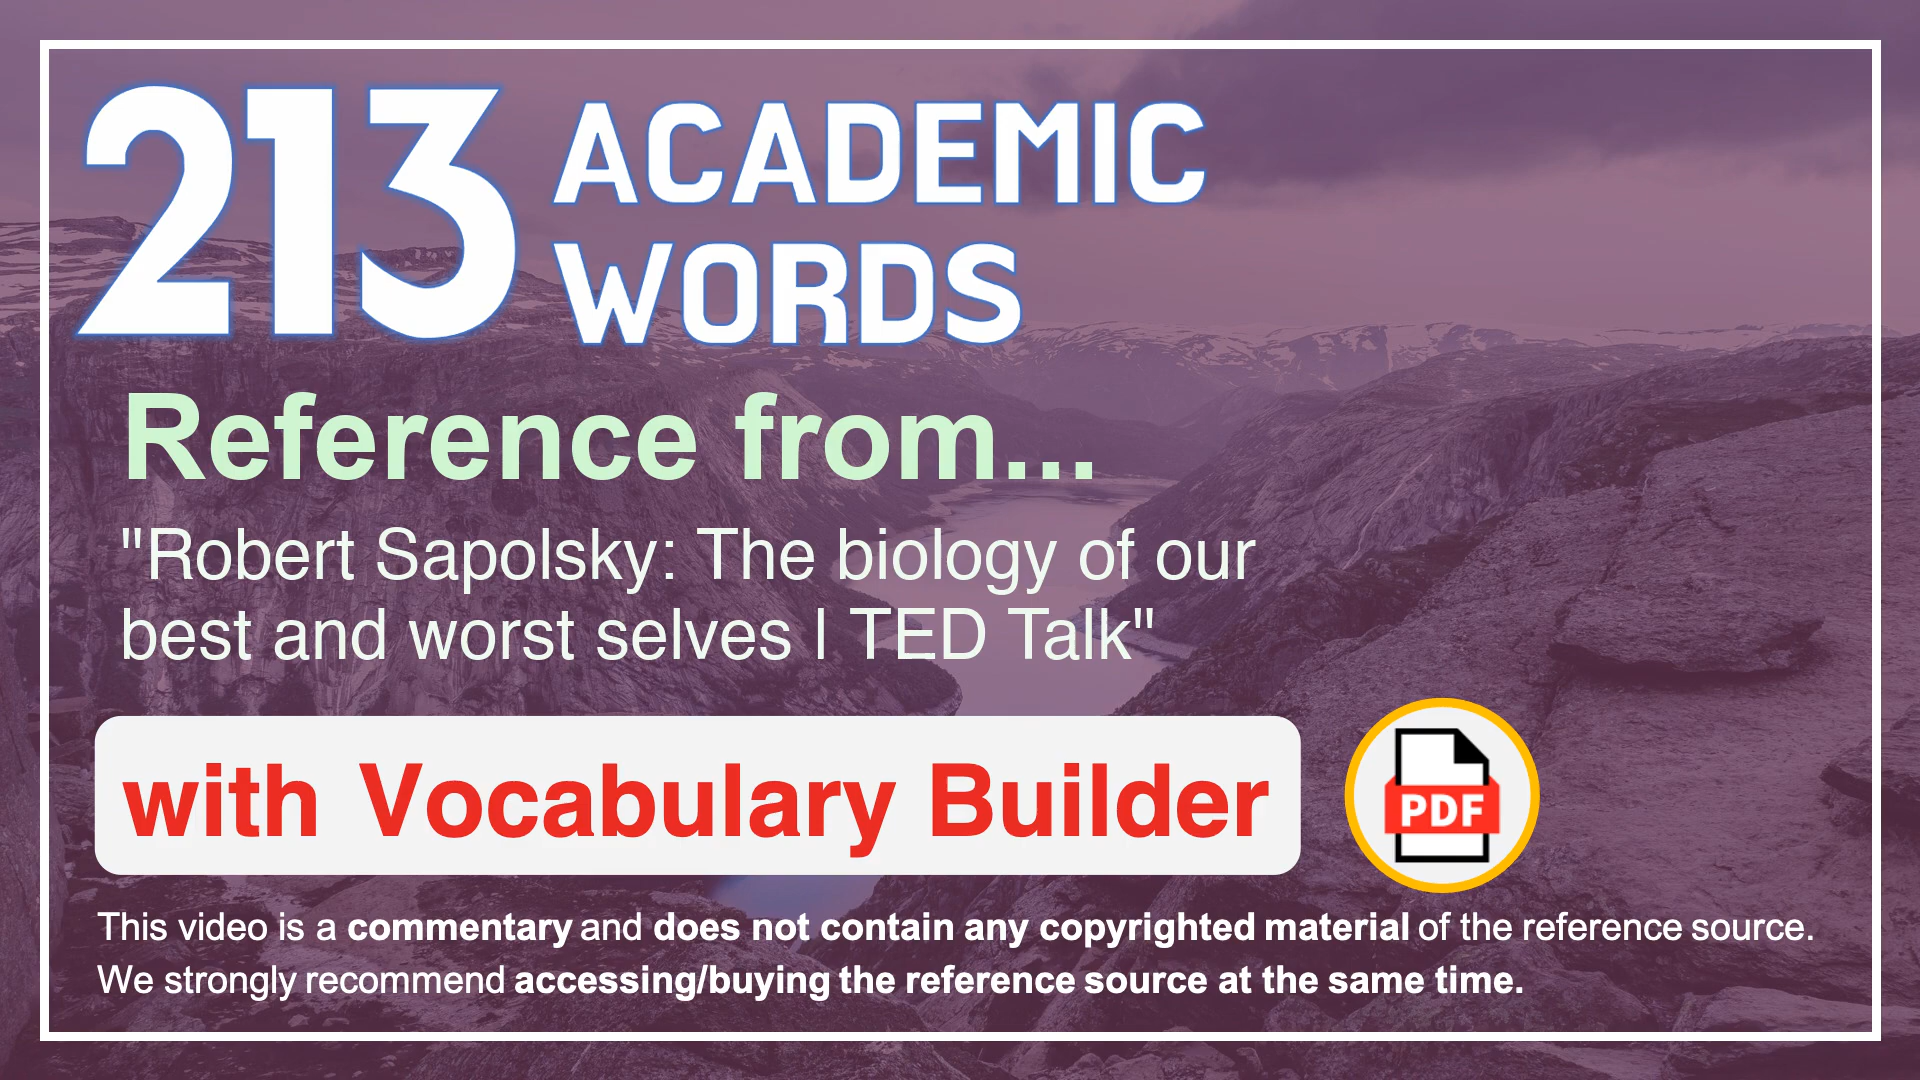 213 ACADEMIC
WORDS
Reference from...
"Robert Sapolsky: The biology of our
best and worst selves | TED Talk"
with Vocabulary Builder
PDF
This video is a commentary and does not contain any copyrighted material of the reference source.
We strongly recommend accessing/buying the reference source at the same time.